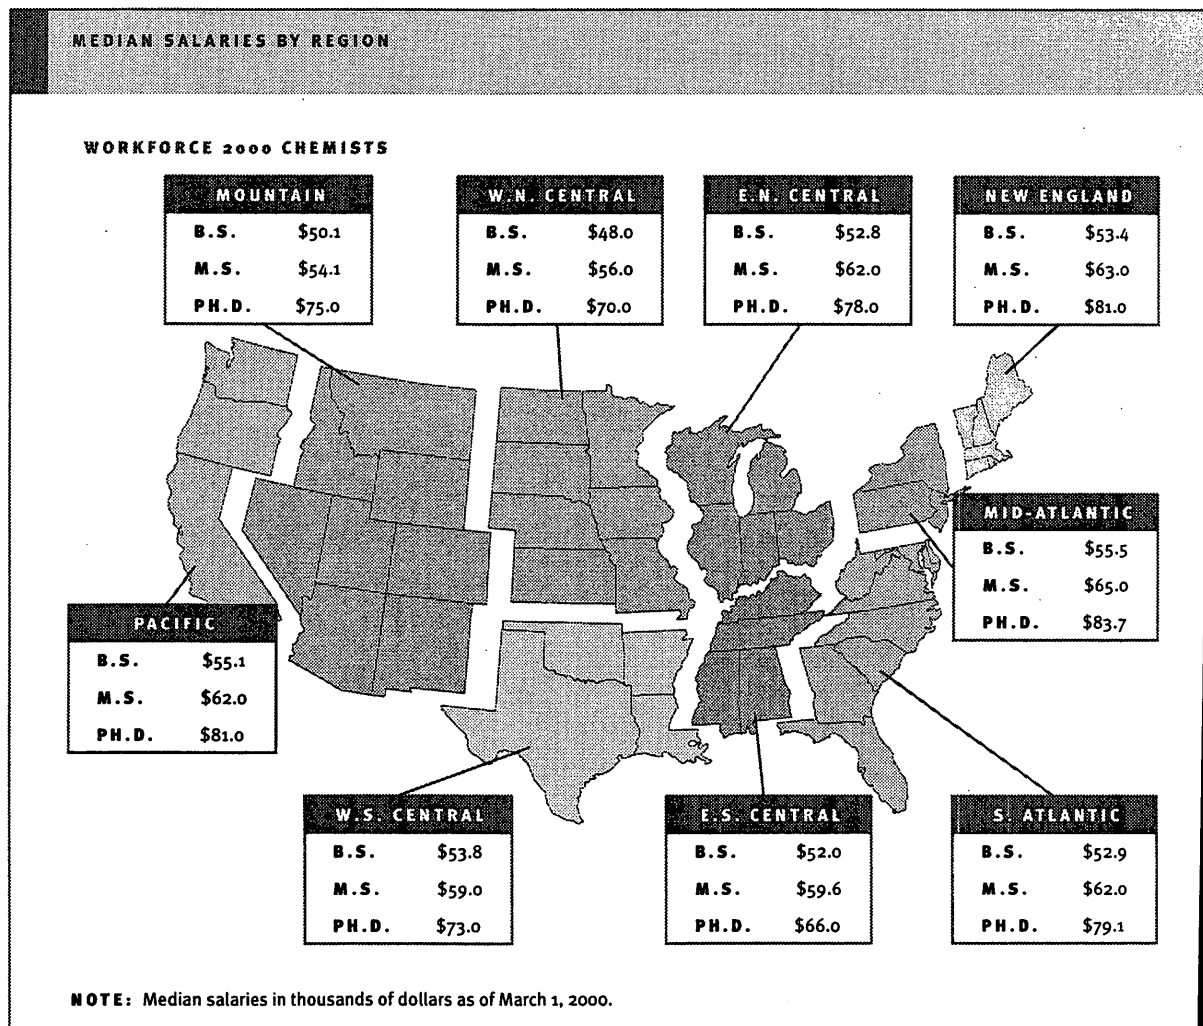 MEDIAN SALARIES BY REGION
WORKFORCE 2000 CHEMISTS
MOUNTAIN
B.S. $50.1
M.S. $54.1
PH.D. $75.0
W.N. CENTRAL
B.S. $48.0
M.S. $56.0
PH.D. $70.0
E.N. CENTRAL
B.S. $52.8
M.S. $62.0
PH.D. $78.0
NEW ENGLAND
B.S. $53.4
M.S. $63.0
PH.D. $81.0
MID-ATLANTIC
B.S. $55.5
M.S. $65.0
PH.D. $83.7
PACIFIC
B.S. $55.1
M.S. $62.0
PH.D. $81.0
W.S. CENTRAL
B.S. $53.8
M.S. $59.0
PH.D. $73.0
E.S. CENTRAL
B.S. $52.0
M.S. $59.6
PH.D. $66.0
S. ATLANTIC
B.S. $52.9
M.S. $62.0
PH.D. $79.1
NOTE: Median salaries in thousands of dollars as of March 1, 2000.